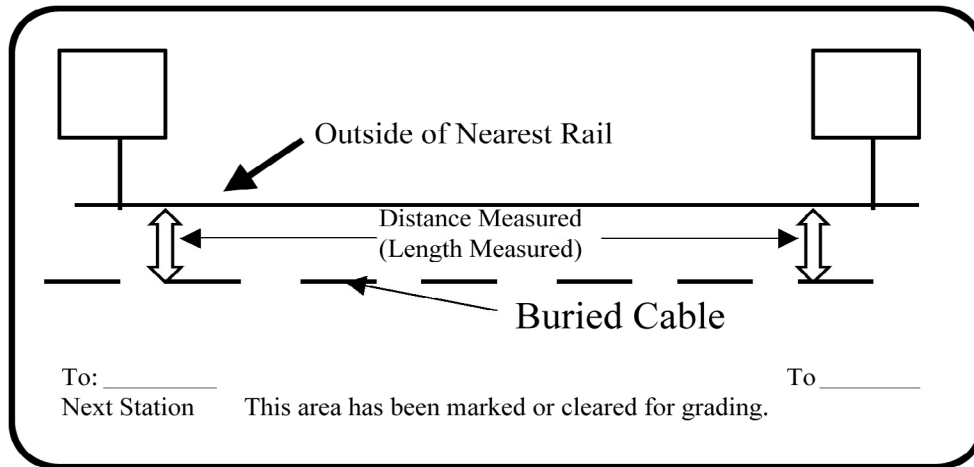 Outside of Nearest Rail
Distance Measured
(Length Measured)
Buried Cable
To: _________ To ________
Next Station This area has been marked or cleared for grading.